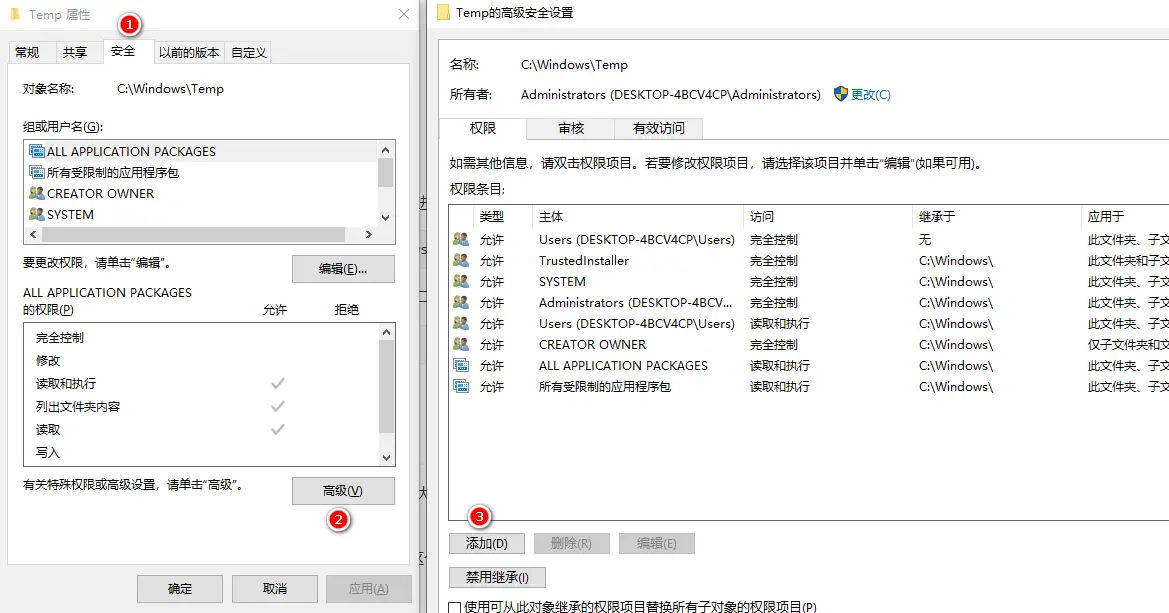 Temp 属性
1
常规 共享 安全 以前的版本 自定义
对象名称: C:\Windows\Temp
组或用户名(G):
ALL APPLICATION PACKAGES
所有受限制的应用程序包
CREATOR OWNER
SYSTEM
要更改权限，请单击“编辑”。
编辑(E)...
ALL APPLICATION PACKAGES
的权限(P) 允许 拒绝
完全控制
修改
读取和执行
列出文件夹内容
读取
写入
有关特殊权限或高级设置，请单击“高级”。
高级(V)
2
确定 取消 应用(A)
Temp的高级安全设置
名称: C:\Windows\Temp
所有者: Administrators (DESKTOP-4BCV4CP\Administrators) 更改(C)
权限 审核 有效访问
如需其他信息，请双击权限项目。若要修改权限项目，请选择该项目并单击“编辑”(如果可用)。
权限条目:
类型 主体 访问 继承于 应用于
允许 Users (DESKTOP-4BCV4CP\Users) 完全控制 无 此文件夹、子文
允许 TrustedInstaller 完全控制 C:\Windows\ 此文件夹和子文
允许 SYSTEM 完全控制 C:\Windows\ 此文件夹、子文
允许 Administrators (DESKTOP-4BCV... 完全控制 C:\Windows\ 此文件夹、子文
允许 Users (DESKTOP-4BCV4CP\Users) 读取和执行 C:\Windows\ 此文件夹、子文
允许 CREATOR OWNER 完全控制 C:\Windows\ 仅子文件夹和文
允许 ALL APPLICATION PACKAGES 读取和执行 C:\Windows\ 此文件夹、子文
允许 所有受限制的应用程序包 读取和执行 C:\Windows\ 此文件夹、子文
3
添加(D) 删除(R) 编辑(E)
禁用继承(I)
使用可从此对象继承的权限项目替换所有子对象的权限项目(P)